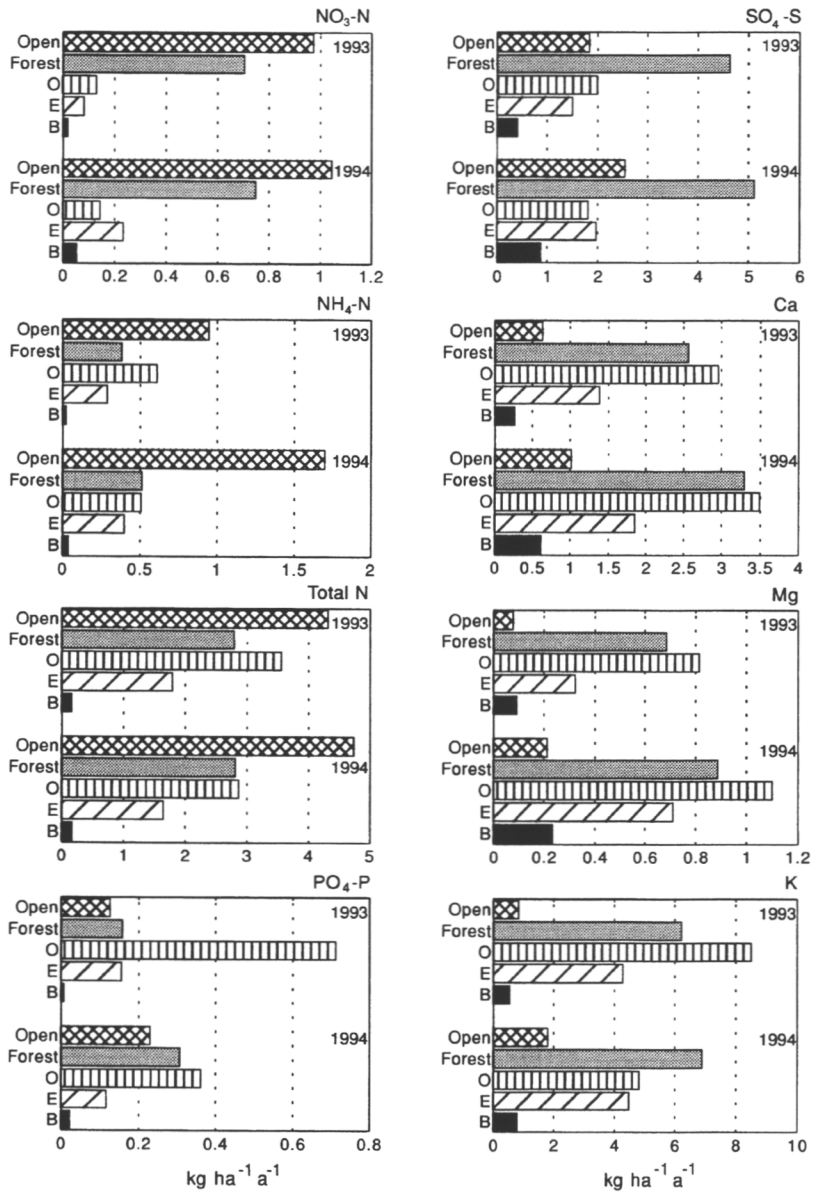 NO3-N
Open
1993
Forest
O
E
B
Open
1994
Forest
O
E
B
0 0.2 0.4 0.6 0.8 1 1.2
SO4-S
Open
1993
Forest
O
E
B
Open
1994
Forest
O
E
B
0 1 2 3 4 5 6
NH4-N
Open
1993
Forest
O
E
B
Open
1994
Forest
O
E
B
0 0.5 1 1.5 2
Ca
Open
1993
Forest
O
E
B
Open
1994
Forest
O
E
B
0 0.5 1 1.5 2 2.5 3 3.5 4
Total N
Open
1993
Forest
O
E
B
Open
1994
Forest
O
E
B
0 1 2 3 4 5
Mg
Open
1993
Forest
O
E
B
Open
1994
Forest
O
E
B
0 0.2 0.4 0.6 0.8 1 1.2
PO4-P
Open
1993
Forest
O
E
B
Open
1994
Forest
O
E
B
0 0.2 0.4 0.6 0.8
kg ha-1 a-1
K
Open
1993
Forest
O
E
B
Open
1994
Forest
O
E
B
0 2 4 6 8 10
kg ha-1 a-1